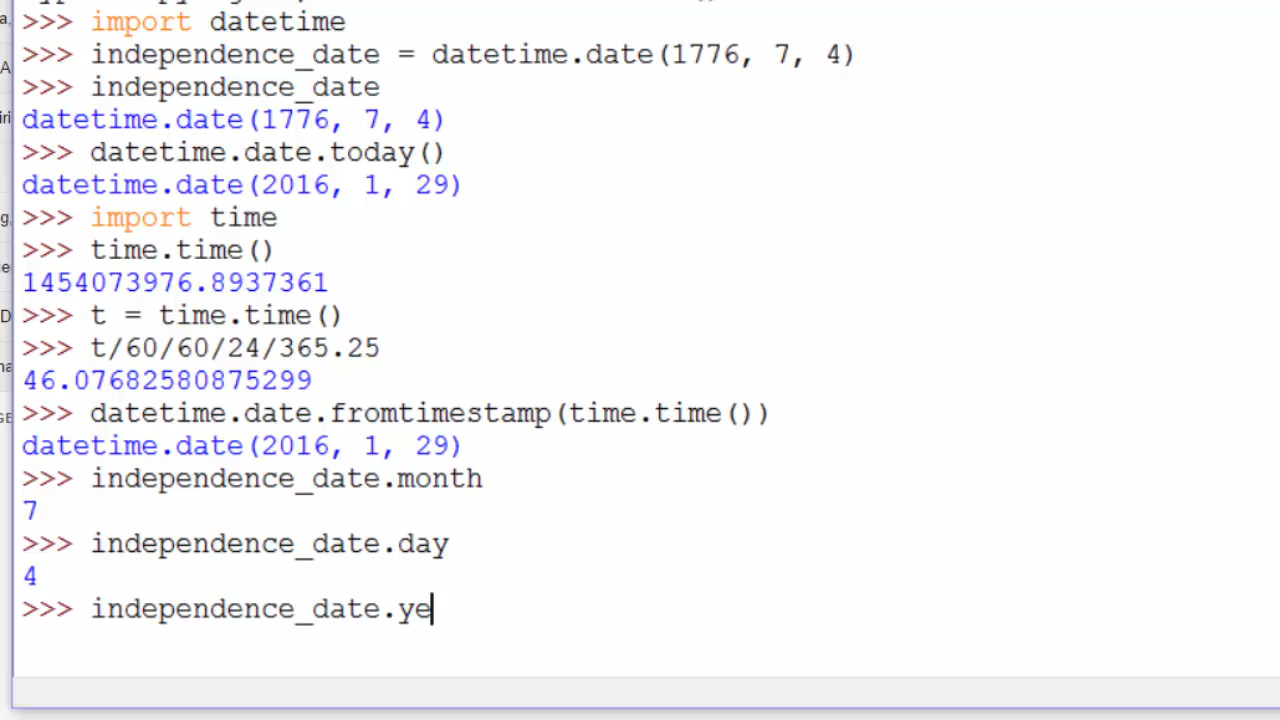 >>> import datetime
>>> independence_date = datetime.date(1776, 7, 4)
>>> independence_date
datetime.date(1776, 7, 4)
>>> datetime.date.today()
datetime.date(2016, 1, 29)
>>> import time
>>> time.time()
1454073976.8937361
>>> t = time.time()
>>> t/60/60/24/365.25
46.07682580875299
>>> datetime.date.fromtimestamp(time.time())
datetime.date(2016, 1, 29)
>>> independence_date.month
7
>>> independence_date.day
4
>>> independence_date.ye